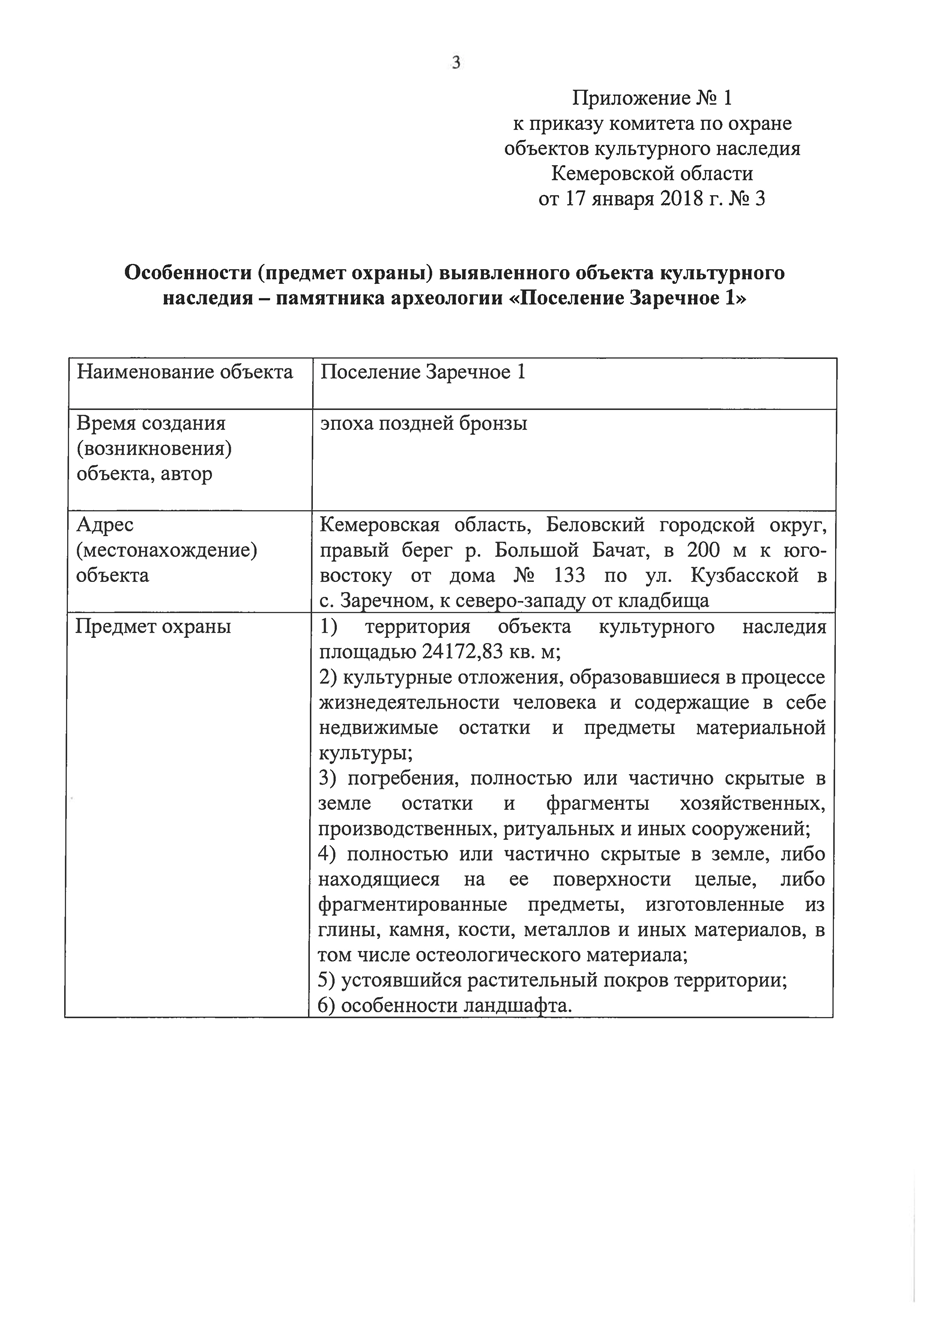 3
Приложение № 1
к приказу комитета по охране
объектов культурного наследия
Кемеровской области
от 17 января 2018 г. № 3
Особенности (предмет охраны) выявленного объекта культурного
наследия – памятника археологии «Поселение Заречное 1»
Наименование объекта
Поселение Заречное 1
Время создания
(возникновения)
объекта, автор
эпоха поздней бронзы
Адрес
(местонахождение)
объекта
Кемеровская область, Беловский городской округ,
правый берег р. Большой Бачат, в 200 м к юго-
востоку от дома № 133 по ул. Кузбасской в
с. Заречном, к северо-западу от кладбища
Предмет охраны
1) территория объекта культурного наследия
площадью 24172,83 кв. м;
2) культурные отложения, образовавшиеся в процессе
жизнедеятельности человека и содержащие в себе
недвижимые остатки и предметы материальной
культуры;
3) погребения, полностью или частично скрытые в
земле остатки и фрагменты хозяйственных,
производственных, ритуальных и иных сооружений;
4) полностью или частично скрытые в земле, либо
находящиеся на ее поверхности целые, либо
фрагментированные предметы, изготовленные из
глины, камня, кости, металлов и иных материалов, в
том числе остеологического материала;
5) устоявшийся растительный покров территории;
6) особенности ландшафта.